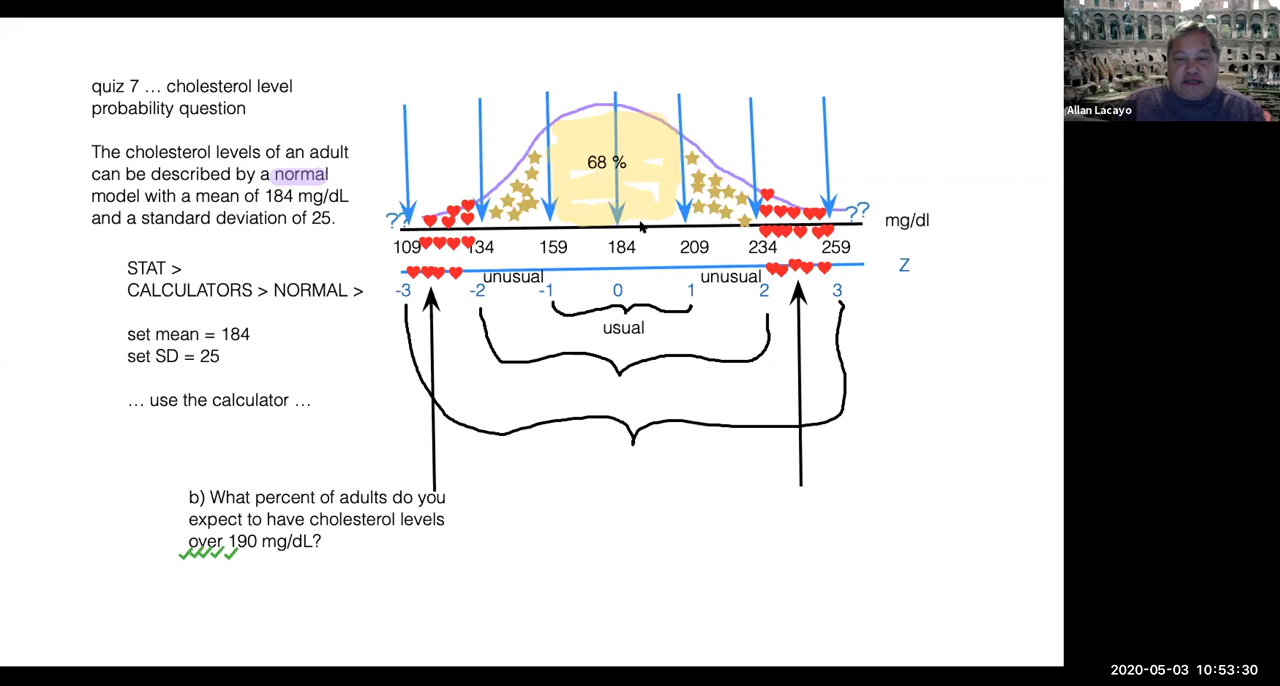 quiz 7 … cholesterol level
probability question
The cholesterol levels of an adult
can be described by a normal
model with a mean of 184 mg/dL
and a standard deviation of 25.
STAT >
CALCULATORS > NORMAL >
set mean = 184
set SD = 25
… use the calculator …
68 %
?? ??
mg/dl
109 134 159 184 209 234 259
unusual unusual
Z
-3 -2 -1 0 1 2 3
usual
b) What percent of adults do you
expect to have cholesterol levels
over 190 mg/dL?
Allan Lacayo
2020-05-03 10:53:30